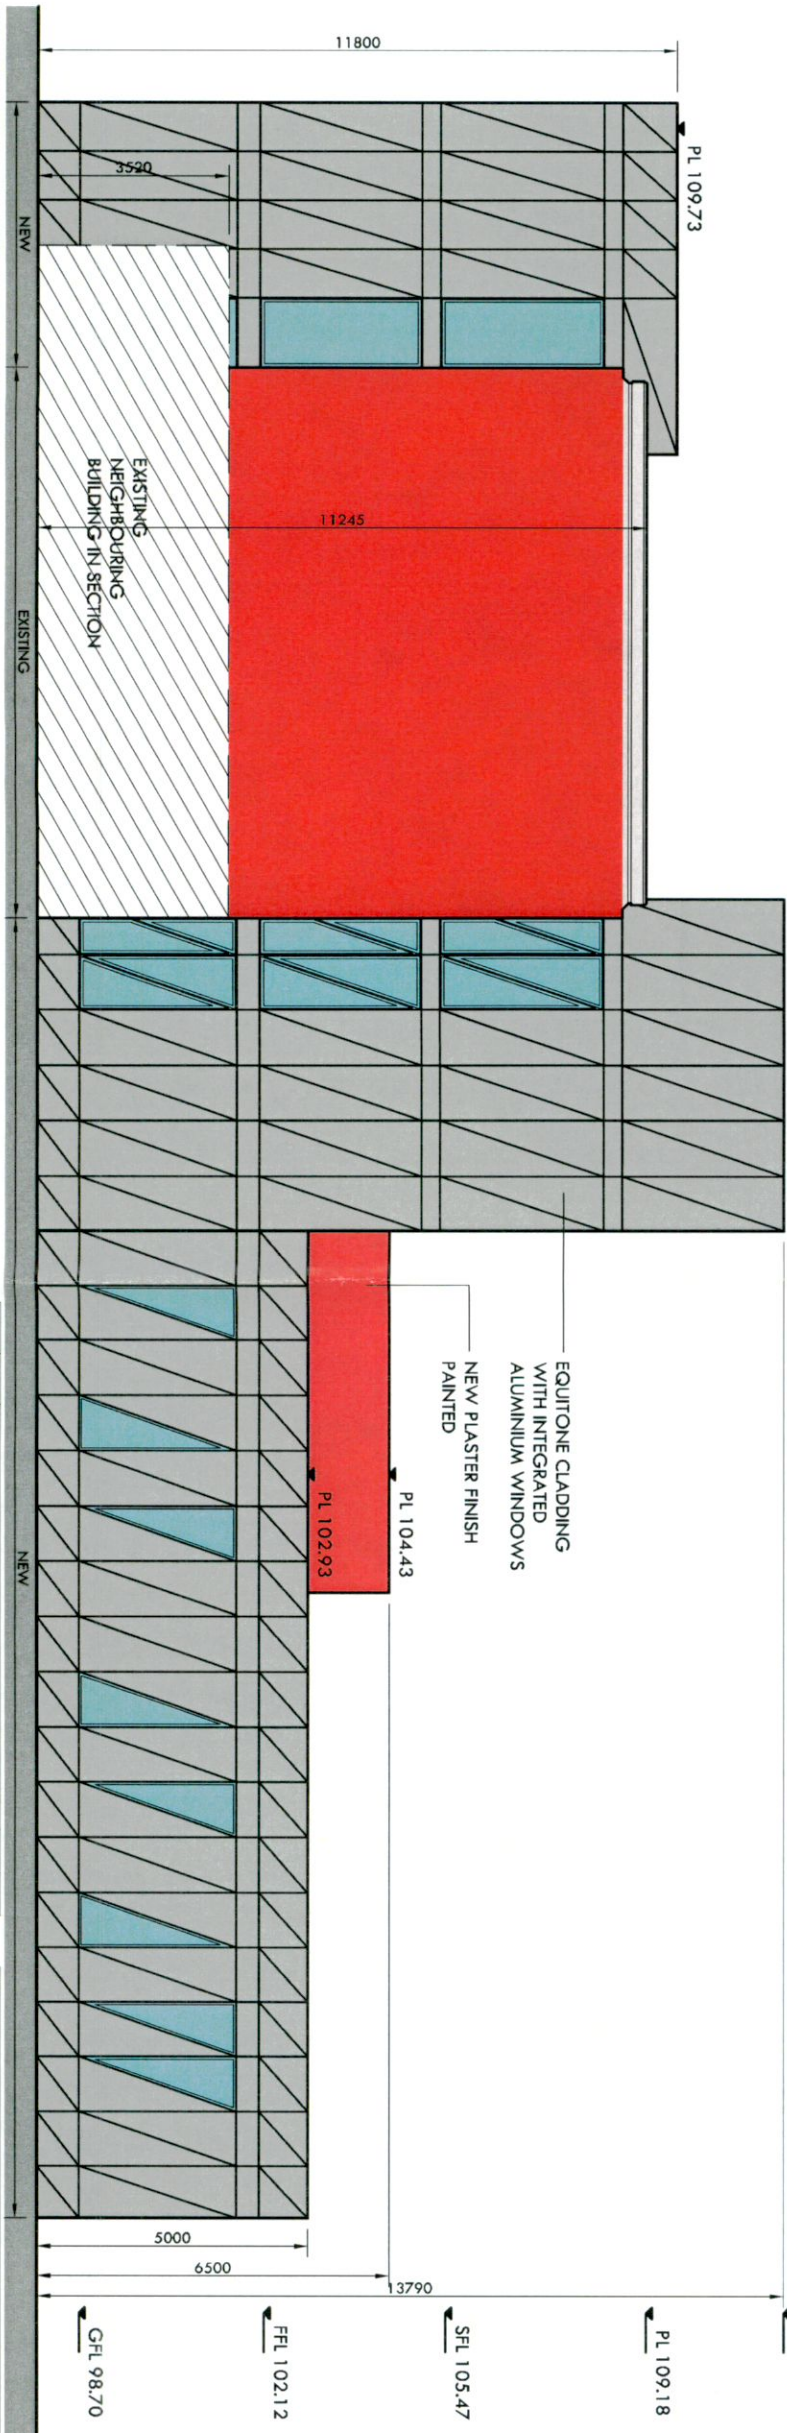 11800
PL 109.73
3520
NEW
EXISTING
NEIGHBOURING
BUILDING IN SECTION
11245
EXISTING
EQUITONE CLADDING
WITH INTEGRATED
ALUMINIUM WINDOWS
NEW PLASTER FINISH
PAINTED
PL 104.43
PL 102.93
NEW
5000
6500
13790
PL 109.18
SFL 105.47
FFL 102.12
GFL 98.70